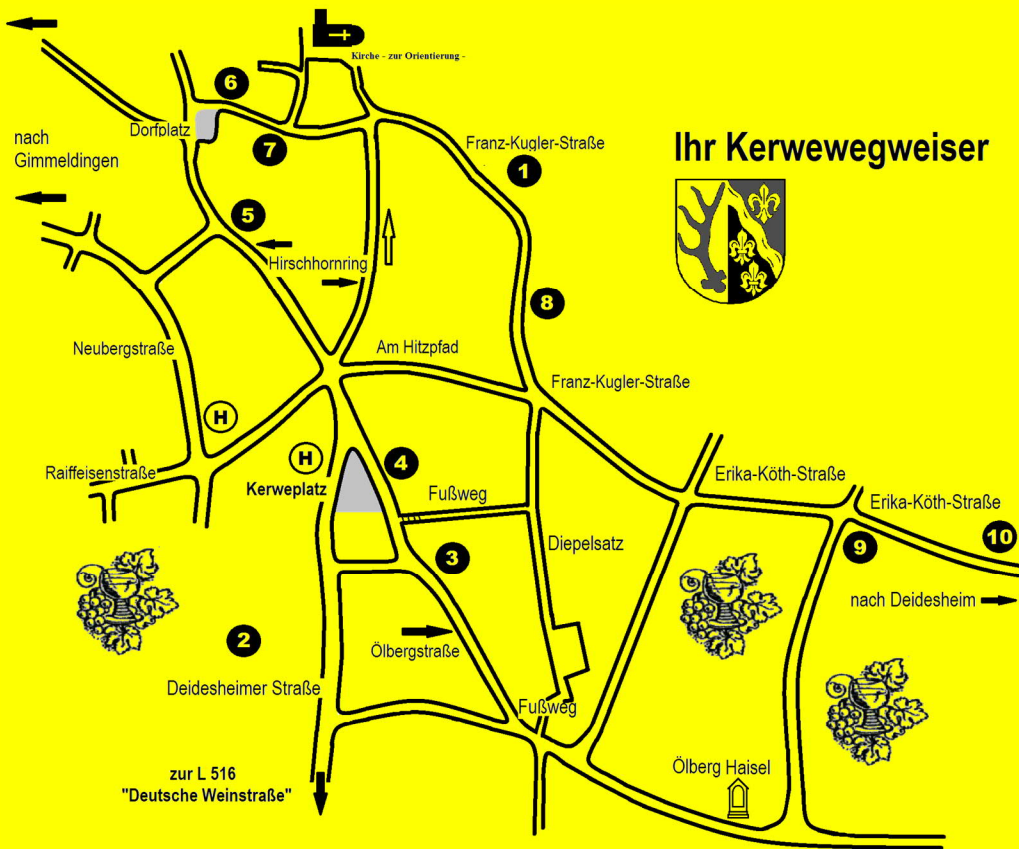 Kirche - zur Orientierung -
6
Dorfplatz
7
nach
Gimmeldingen
Franz-Kugler-Straße
1
Ihr Kerwewegweiser
5
Hirschhornring
8
Neubergstraße
Am Hitzpfad
Franz-Kugler-Straße
H
H
Raiffeisenstraße
Kerweplatz
4
Fußweg
Erika-Köth-Straße
Erika-Köth-Straße
3
Diepelsatz
9
10
nach Deidesheim
2
Ölbergstraße
Deidesheimer Straße
Fußweg
zur L 516
"Deutsche Weinstraße"
Ölberg Haisel